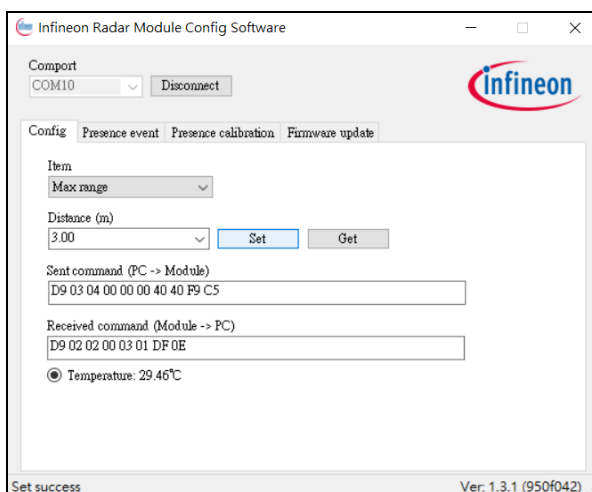 Infineon Radar Module Config Software
Comport
COM10 Disconnect
infineon
Config Presence event Presence calibration Firmware update
Item
Max range
Distance (m)
3.00 Set Get
Sent command (PC -> Module)
D9 03 04 00 00 00 40 40 F9 C5
Received command (Module -> PC)
D9 02 02 00 03 01 DF 0E
Temperature: 29.46℃
Set success Ver: 1.3.1 (950f042)